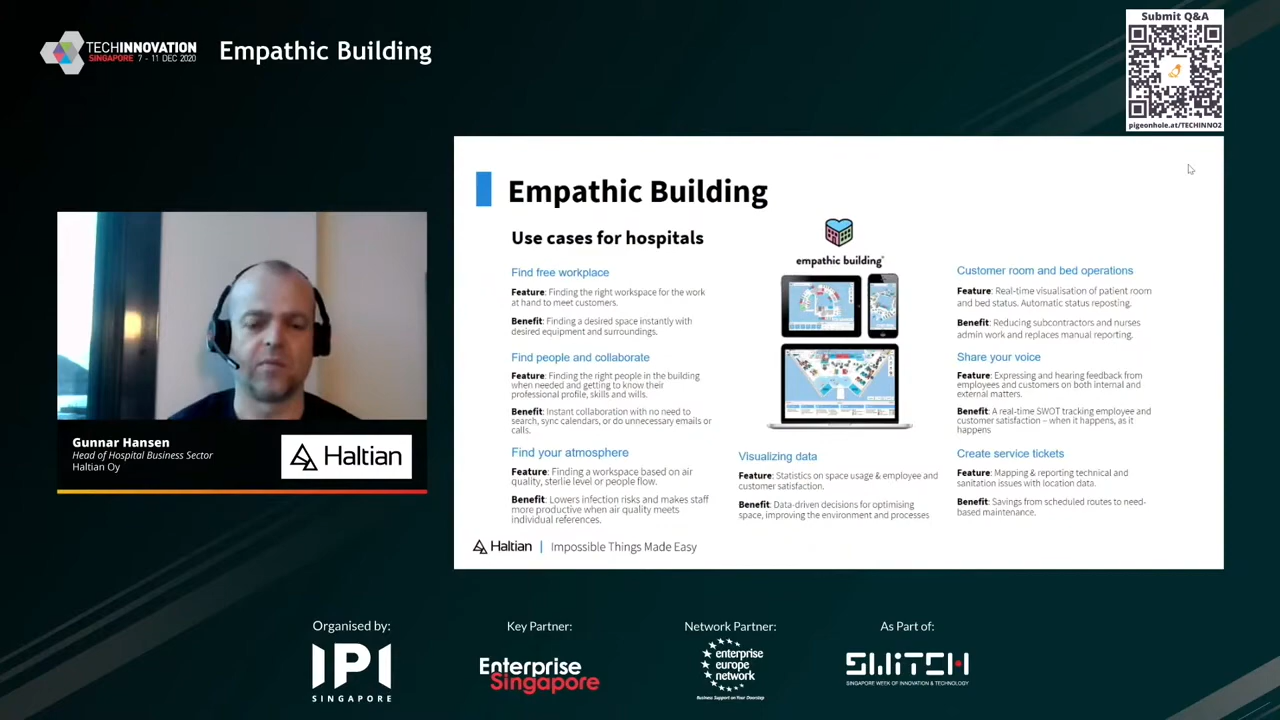 TECHINNOVATION
SINGAPORE 7 - 11 DEC 2020
Empathic Building
Submit Q&A
pigeonhole.at/TECHINNO2
Gunnar Hansen
Head of Hospital Business Sector
Haltian Oy
Haltian
Empathic Building
Use cases for hospitals
Find free workplace
Feature: Finding the right workspace for the work
at hand to meet customers.
Benefit: Finding a desired space instantly with
desired equipment and surroundings.
Find people and collaborate
Feature: Finding the right people in the building
when needed and getting to know their
professional profile, skills and wills.
Benefit: Instant collaboration with no need to
search, sync calendars, or do unnecessary emails or
calls.
Find your atmosphere
Feature: Finding a workspace based on air
quality, sterlie level or people flow.
Benefit: Lowers infection risks and makes staff
more productive when air quality meets
individual references.
empathic building
Visualizing data
Feature: Statistics on space usage & employee and
customer satisfaction.
Benefit: Data-driven decisions for optimising
space, improving the environment and processes
Customer room and bed operations
Feature: Real-time visualisation of patient room
and bed status. Automatic status reposting.
Benefit: Reducing subcontractors and nurses
admin work and replaces manual reporting.
Share your voice
Feature: Expressing and hearing feedback from
employees and customers on both internal and
external matters.
Benefit: A real-time SWOT tracking employee and
customer satisfaction – when it happens, as it
happens
Create service tickets
Feature: Mapping & reporting technical and
sanitation issues with location data.
Benefit: Savings from scheduled routes to need-
based maintenance.
Haltian | Impossible Things Made Easy
Organised by:
IPI
SINGAPORE
Key Partner:
Enterprise
Singapore
Network Partner:
enterprise
europe
network
Business Support on Your Doorstep
As Part of:
SWITCH
SINGAPORE WEEK OF INNOVATION & TECHNOLOGY